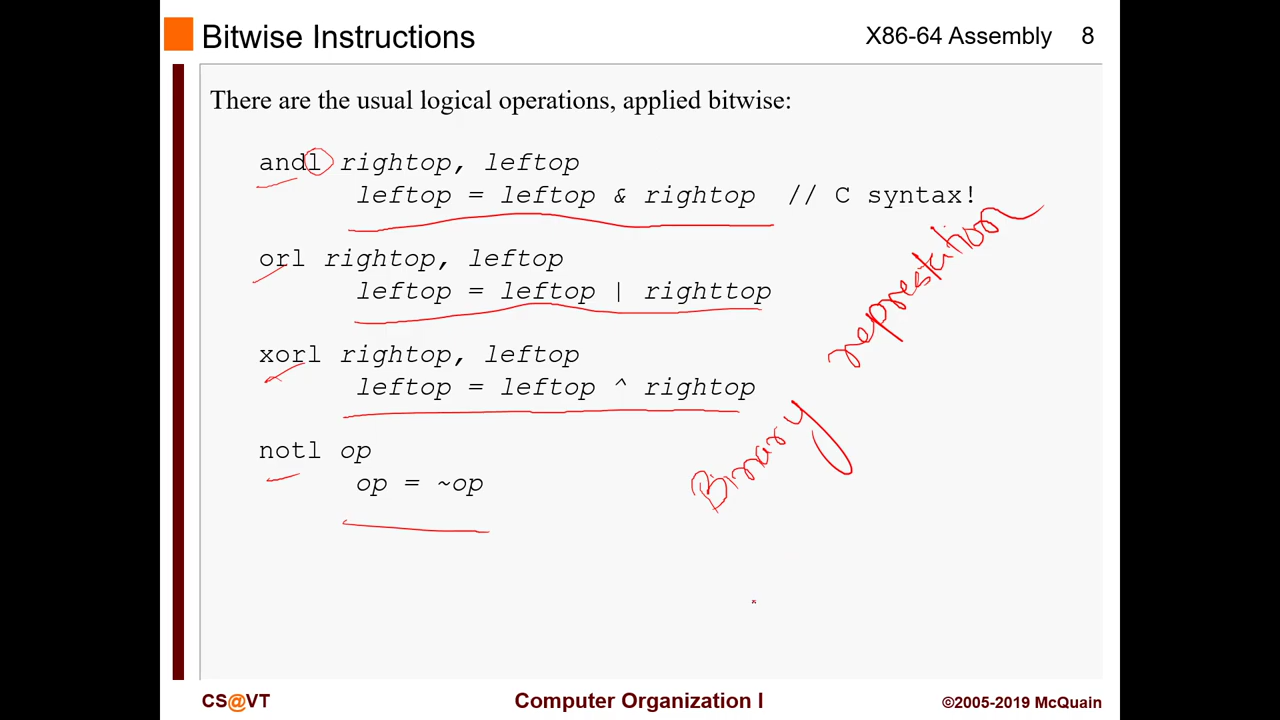 Bitwise Instructions
X86-64 Assembly 8
There are the usual logical operations, applied bitwise:
andl rightop, leftop
leftop = leftop & rightop // C syntax!
orl rightop, leftop
leftop = leftop | righttop
xorl rightop, leftop
leftop = leftop ^ rightop
notl op
op = ~op
Binary represtation
CS@VT
Computer Organization I
©2005-2019 McQuain